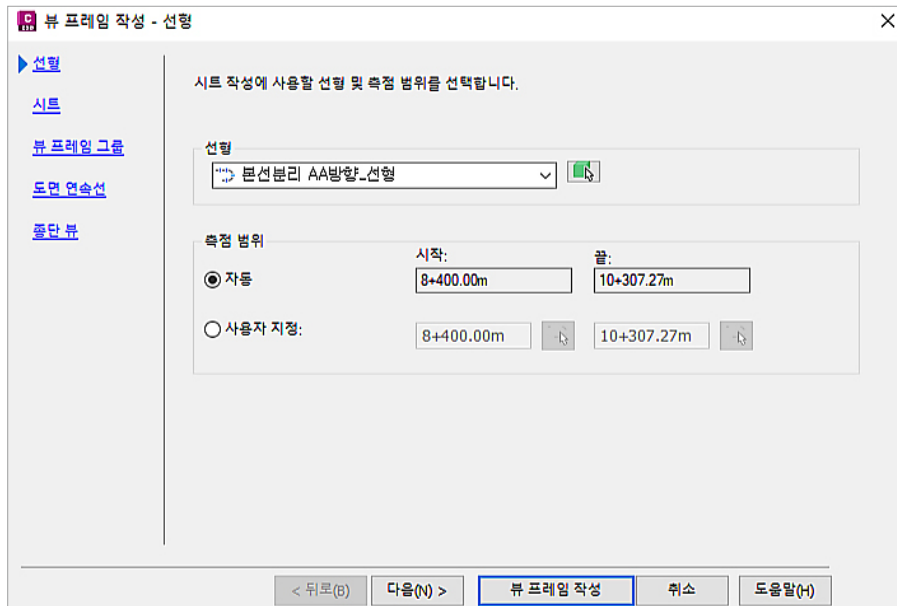 뷰 프레임 작성 - 선형
선형
시트
뷰 프레임 그룹
도면 연속선
종단 뷰
시트 작성에 사용할 선형 및 측점 범위를 선택합니다.
선형
본선분리 AA방향_선형
측점 범위
시작: 끝:
자동 8+400.00m 10+307.27m
사용자 지정: 8+400.00m 10+307.27m
< 뒤로(B) 다음(N) > 뷰 프레임 작성 취소 도움말(H)